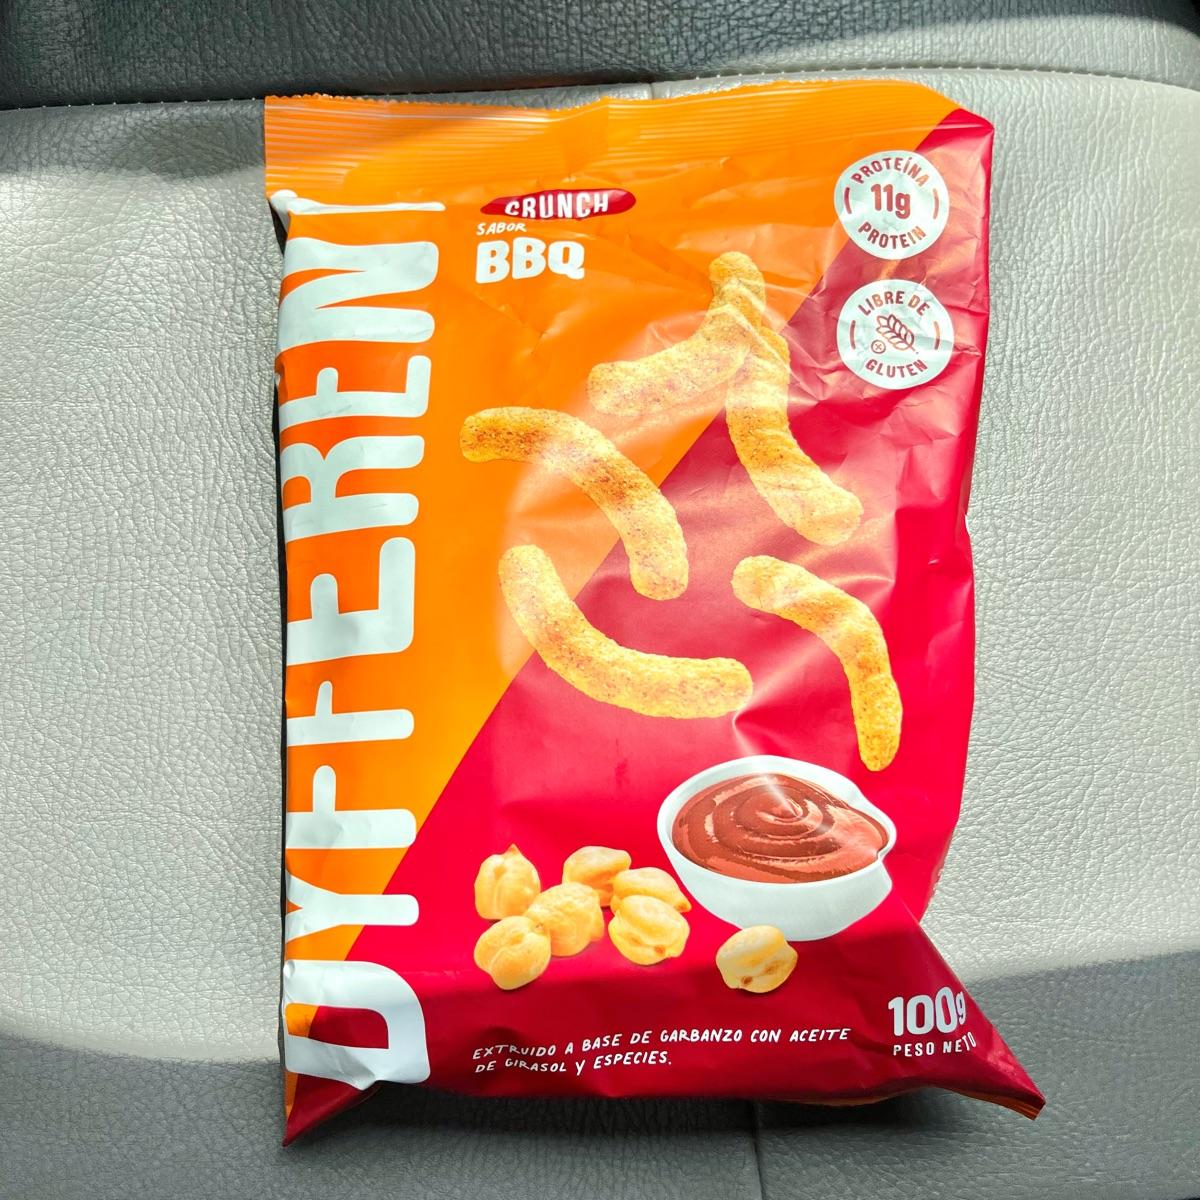 DYFFERENT
CRUNCH
SABOR
BBQ
PROTEÍNA
11g
PROTEIN
LIBRE DE
GLUTEN
EXTRUIDO A BASE DE GARBANZO CON ACEITE
DE GIRASOL Y ESPECIES.
100g
PESO NETO